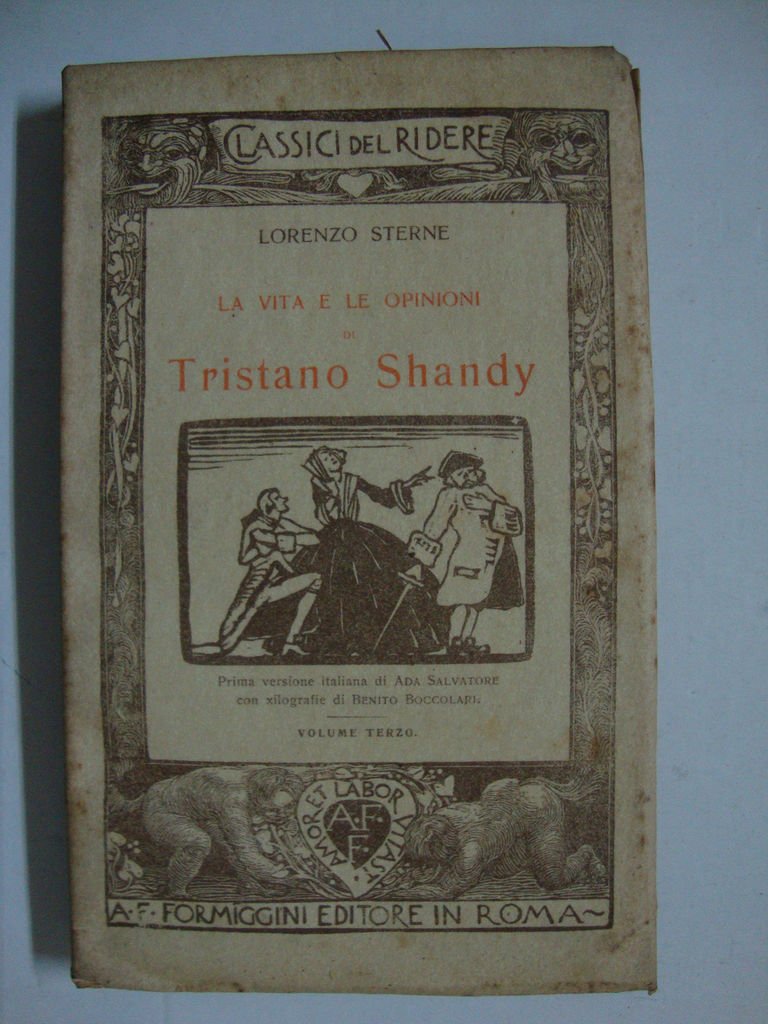 CLASSICI DEL RIDERE
LORENZO STERNE
LA VITA E LE OPINIONI
DI
Tristano Shandy
Prima versione italiana di ADA SALVATORE
con xilografie di BENITO BOCCOLARI.
VOLUME TERZO.
AMOR ET LABOR VITAST
A·F·
F·
A·F· FORMIGGINI EDITORE IN ROMA~